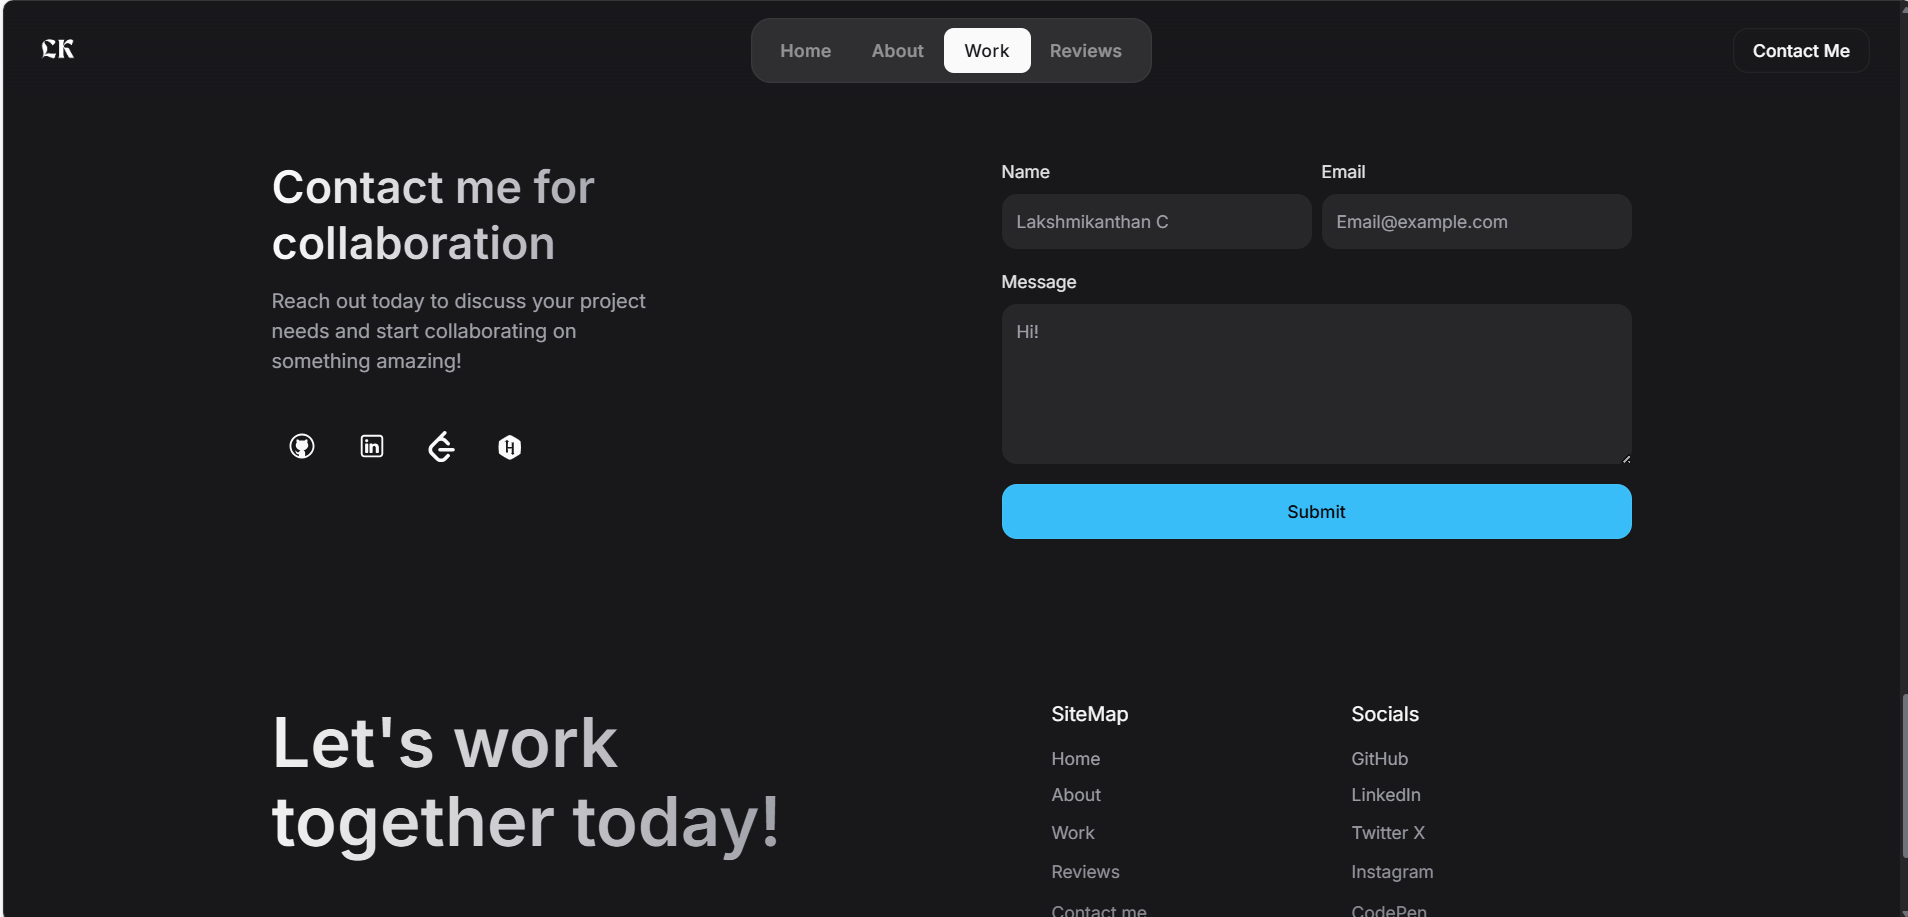 LK
Home About Work Reviews
Contact Me
Contact me for
collaboration
Reach out today to discuss your project
needs and start collaborating on
something amazing!
Name
Lakshmikanthan C
Email
Email@example.com
Message
Hi!
Submit
Let's work
together today!
SiteMap
Home
About
Work
Reviews
Contact me
Socials
GitHub
LinkedIn
Twitter X
Instagram
CodePen